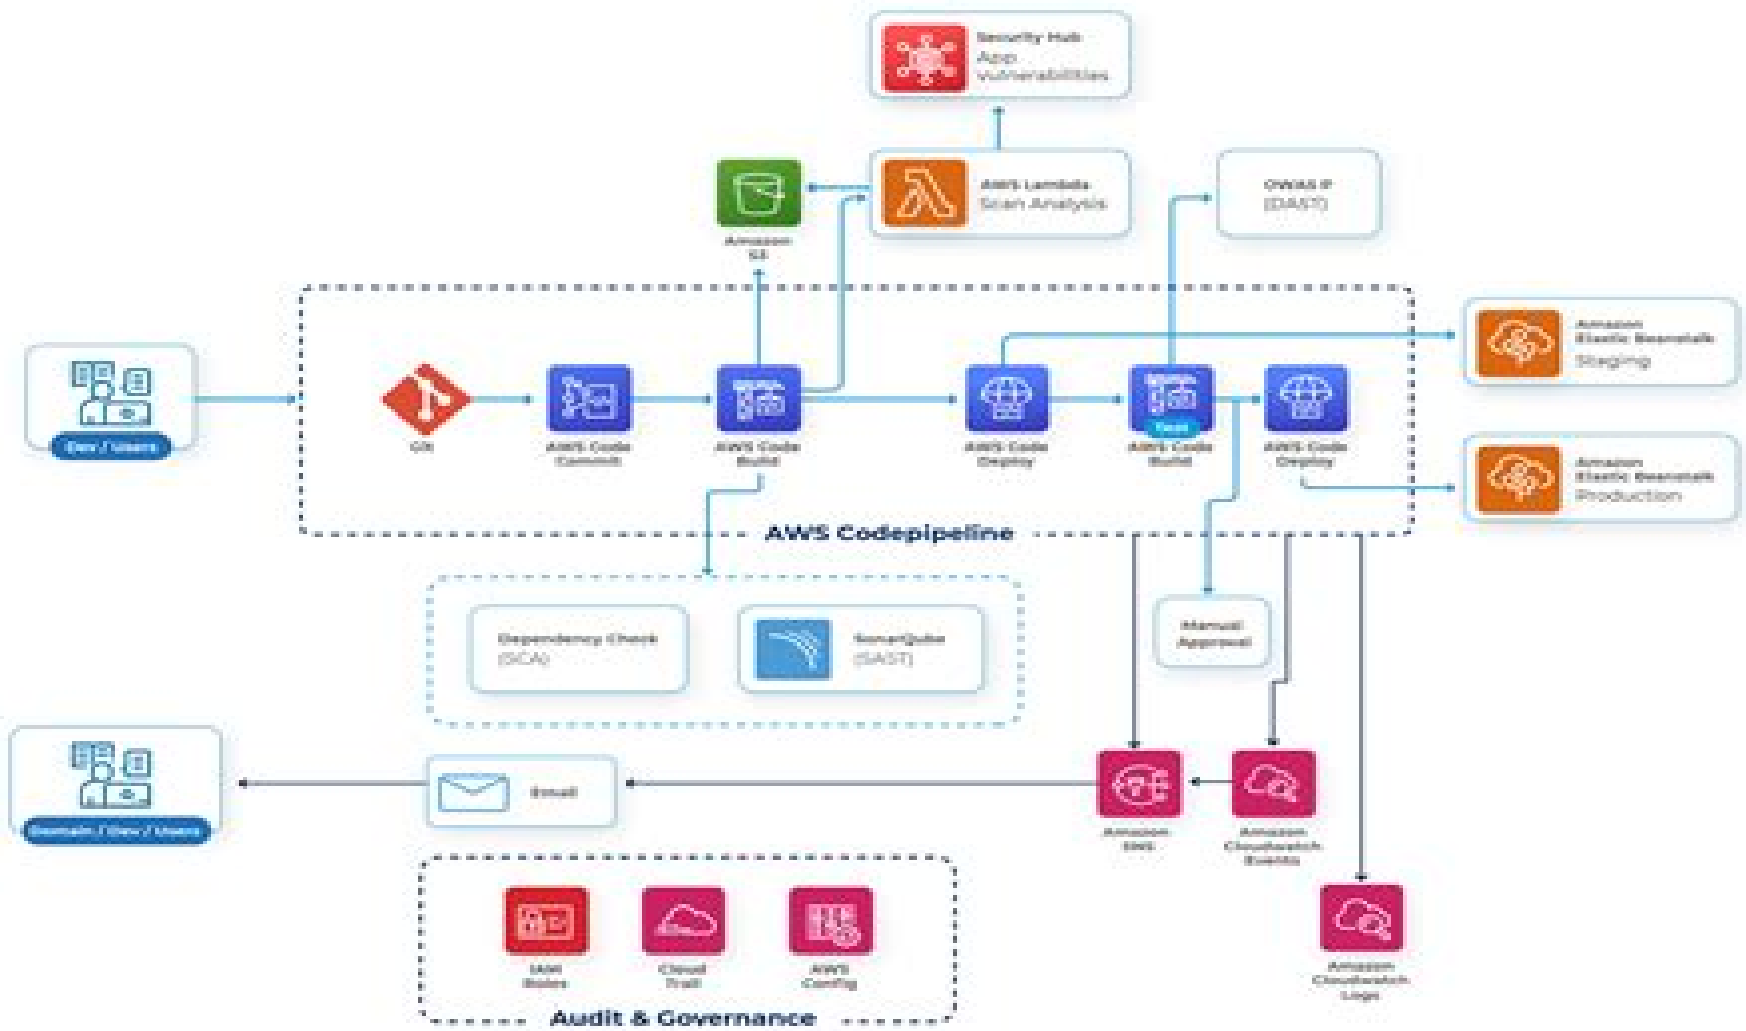 Security Hub
App
vulnerabilities
AWS Lambda
Scan Analysis
OWASP
(DAST)
Amazon
S3
Amazon
Elastic Beanstalk
Staging
Dev / Users
Git
AWS Code
Commit
AWS Code
Build
AWS Code
Deploy
Test
AWS Code
Build
AWS Code
Deploy
Amazon
Elastic Beanstalk
Production
AWS Codepipeline
Dependency Check
(SCA)
SonarQube
(SAST)
Manual
Approval
Domain / Dev / Users
Email
Amazon
SNS
Amazon
Cloudwatch
Events
IAM
Roles
Cloud
Trail
AWS
Config
Amazon
Cloudwatch
Logs
Audit & Governance